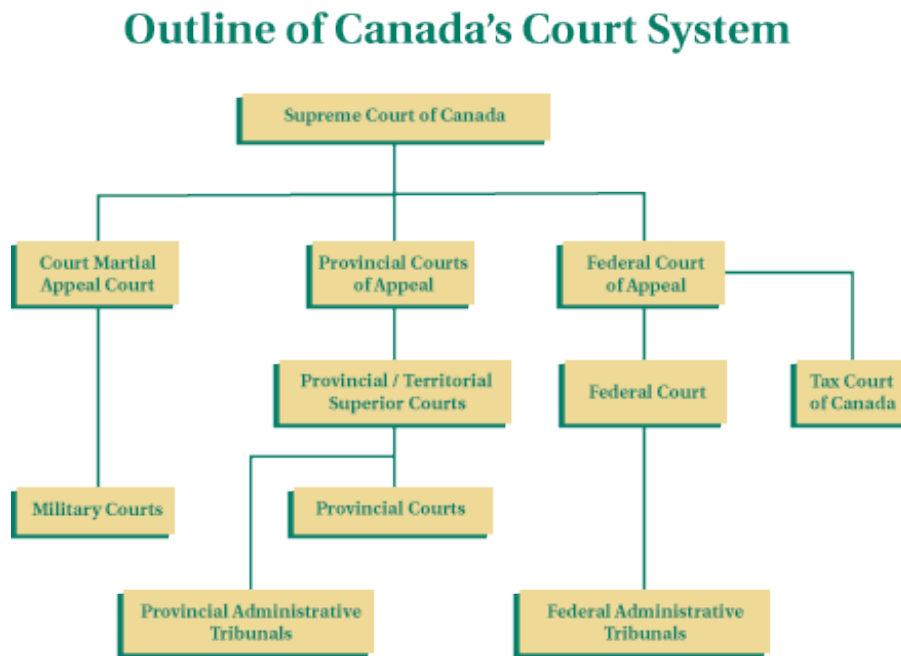 Outline of Canada's Court System
Supreme Court of Canada
Court Martial
Appeal Court
Provincial Courts
of Appeal
Federal Court
of Appeal
Provincial / Territorial
Superior Courts
Federal Court
Tax Court
of Canada
Military Courts
Provincial Courts
Provincial Administrative
Tribunals
Federal Administrative
Tribunals